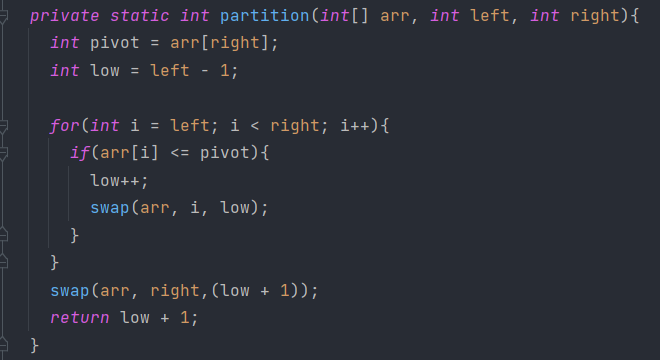 private static int partition(int[] arr, int left, int right){
int pivot = arr[right];
int low = left - 1;
for(int i = left; i < right; i++){
if(arr[i] <= pivot){
low++;
swap(arr, i, low);
}
}
swap(arr, right,(low + 1));
return low + 1;
}